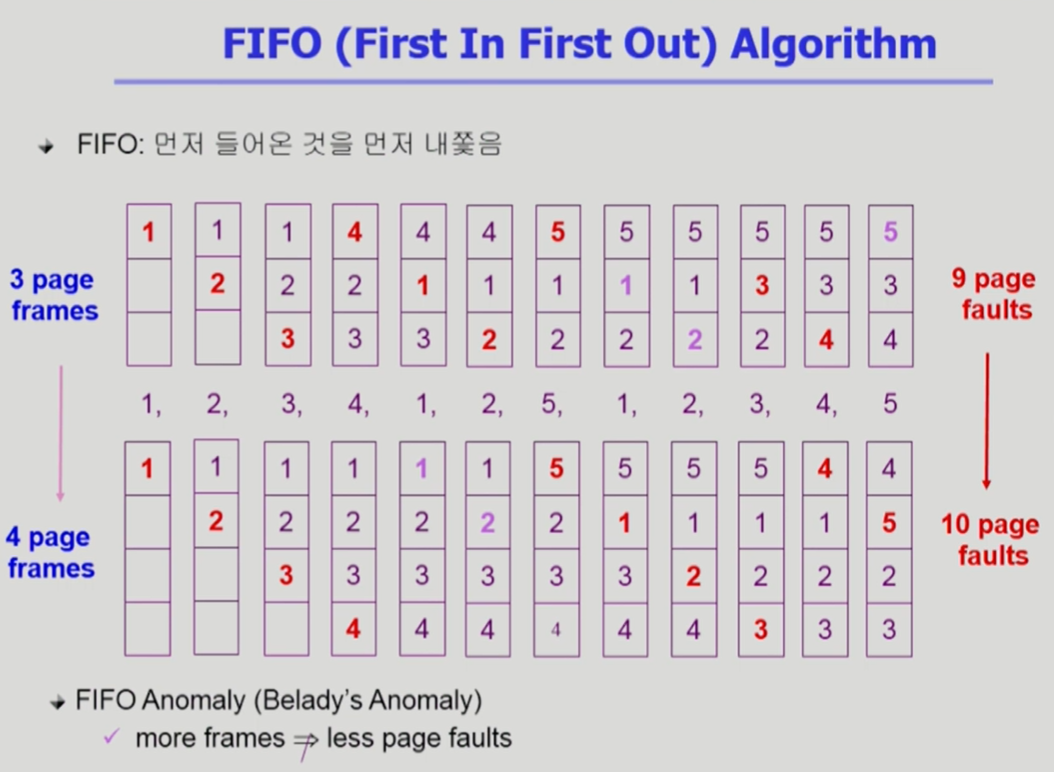 FIFO (First In First Out) Algorithm
FIFO: 먼저 들어온 것을 먼저 내쫓음
1 1 1 4 4 4 5 5 5 5 5 5
3 page frames
2 2 2 1 1 1 1 1 3 3 3
9 page faults
3 3 3 2 2 2 2 2 4 4
1, 2, 3, 4, 1, 2, 5, 1, 2, 3, 4, 5
1 1 1 1 1 1 5 5 5 5 4 4
2 2 2 2 2 2 1 1 1 1 5
4 page frames
10 page faults
3 3 3 3 3 3 2 2 2 2
4 4 4 4 4 4 3 3 3
FIFO Anomaly (Belady's Anomaly)
✓ more frames ⇏ less page faults